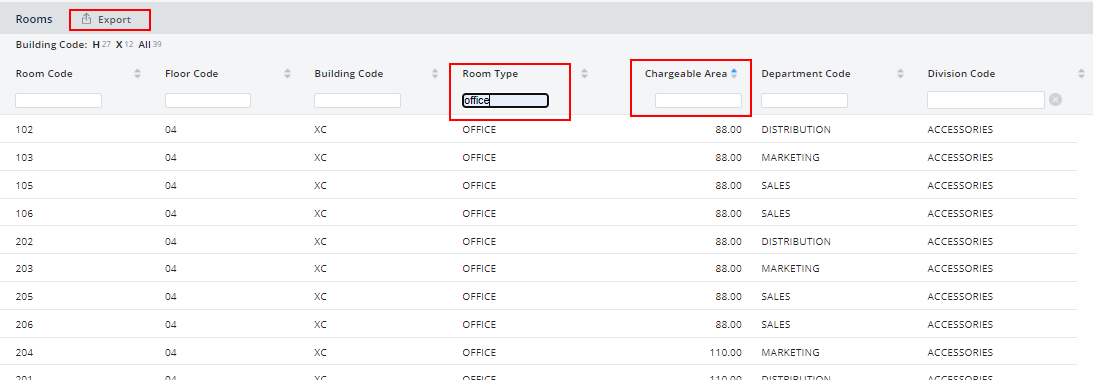 Rooms Export
Building Code: H 27 X 12 All 39
Room Code Floor Code Building Code Room Type Chargeable Area Department Code Division Code
office
102 04 XC OFFICE 88.00 DISTRIBUTION ACCESSORIES
103 04 XC OFFICE 88.00 MARKETING ACCESSORIES
105 04 XC OFFICE 88.00 SALES ACCESSORIES
106 04 XC OFFICE 88.00 SALES ACCESSORIES
202 04 XC OFFICE 88.00 DISTRIBUTION ACCESSORIES
203 04 XC OFFICE 88.00 MARKETING ACCESSORIES
205 04 XC OFFICE 88.00 SALES ACCESSORIES
206 04 XC OFFICE 88.00 SALES ACCESSORIES
204 04 XC OFFICE 110.00 MARKETING ACCESSORIES
201 04 XC OFFICE 110.00 DISTRIBUTION ACCESSORIES